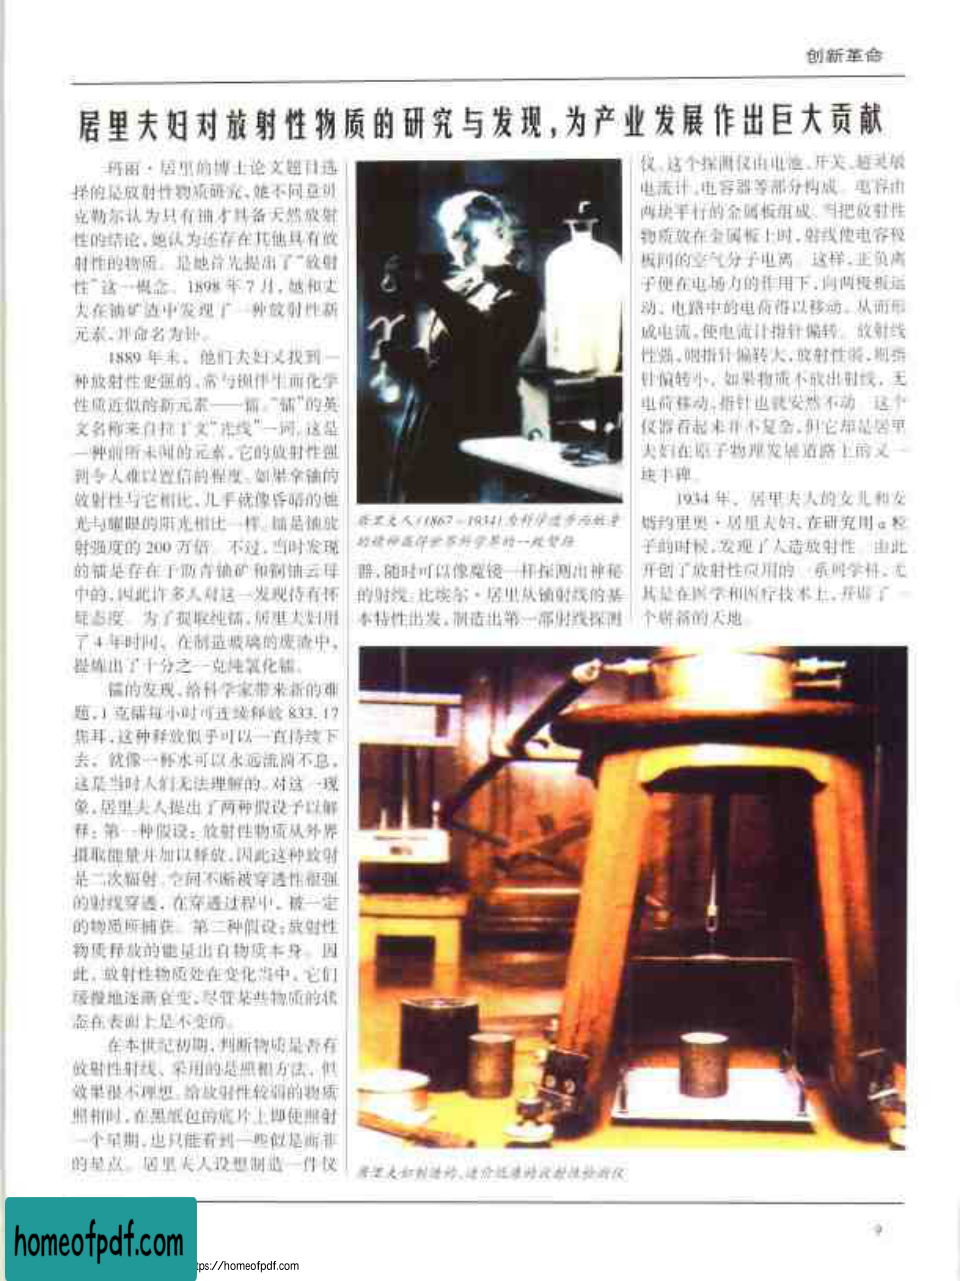 创新革命
居里夫妇对放射性物质的研究与发现,为产业发展作出巨大贡献
玛丽·居里的博士论文题目选
择的是放射性物质研究,她不同意贝
克勒尔认为只有铀才具备天然放射
性的结论,她认为还存在其他具有放
射性的物质。是她首先提出了“放射
性”这一概念。1898 年 7 月,她和丈
夫在铀矿渣中发现了一种放射性新
元素,并命名为钋。
1889 年末,他们夫妇又找到一
种放射性更强的,常与钡伴生而化学
性质近似的新元素——镭。“镭”的英
文名称来自拉丁文“光线”一词,这是
一种前所未闻的元素,它的放射性强
到令人难以置信的程度。如果拿铀的
放射性与它相比,几乎就像昏暗的烛
光与耀眼的阳光相比一样。镭是铀放
射强度的 200 万倍。不过,当时发现
的镭是存在于沥青铀矿和铜铀云母
中的,因此许多人对这一发现持有怀
疑态度。为了提取纯镭,居里夫妇用
了 4 年时间,在制造玻璃的废渣中,
提炼出了十分之一克纯氯化镭。
镭的发现,给科学家带来新的难
题,1 克镭每小时可连续释放 833.17
焦耳,这种释放似乎可以一直持续下
去,就像一杯水可以永远流淌不息,
这是当时人们无法理解的。对这一现
象,居里夫人提出了两种假设予以解
释:第一种假设:放射性物质从外界
摄取能量并加以释放,因此这种放射
是二次辐射。空间不断被穿透性很强
的射线穿透,在穿透过程中,被一定
的物质所捕获。第二种假设:放射性
物质释放的能量出自物质本身。因
此,放射性物质处在变化当中,它们
缓慢地逐渐衰变,尽管某些物质的状
态在表面上是不变的。
在本世纪初期,判断物质是否有
放射性射线,采用的是照相方法,但
效果很不理想。给放射性较弱的物质
照相时,在黑纸包的底片上即使照射
一个星期,也只能看到一些似是而非
的星点。居里夫人设想制造一件仪
居里夫人(1867-1934)为科学造事而献身
的精神赢得世界科学界的一致赞扬
器,随时可以像魔镜一样探测出神秘
的射线。比埃尔·居里从铀射线的基
本特性出发,制造出第一部射线探测
仪。这个探测仪由电池、开关、超灵敏
电流计、电容器等部分构成。电容由
两块平行的金属板组成。当把放射性
物质放在金属板上时,射线使电容极
板间的空气分子电离。这样,正负离
子便在电场力的作用下,向两极板运
动,电路中的电荷得以移动,从而形
成电流,使电流计指针偏转。放射线
性强,则指针偏转大,放射性弱,则指
针偏转小。如果物质不放出射线,无
电荷移动,指针也就安然不动。这个
仪器看起来并不复杂,但它却是居里
夫妇在原子物理发展道路上的又一
块丰碑。
1934 年,居里夫人的女儿和女
婿约里奥·居里夫妇,在研究用 α 粒
子的时候,发现了人造放射性。由此
开创了放射性应用的一系列学科,尤
其是在医学和医疗技术上,开辟了一
个崭新的天地。
居里夫妇制造的,造价低廉的放射性检测仪
9
homeofpdf.com
tps://homeofpdf.com